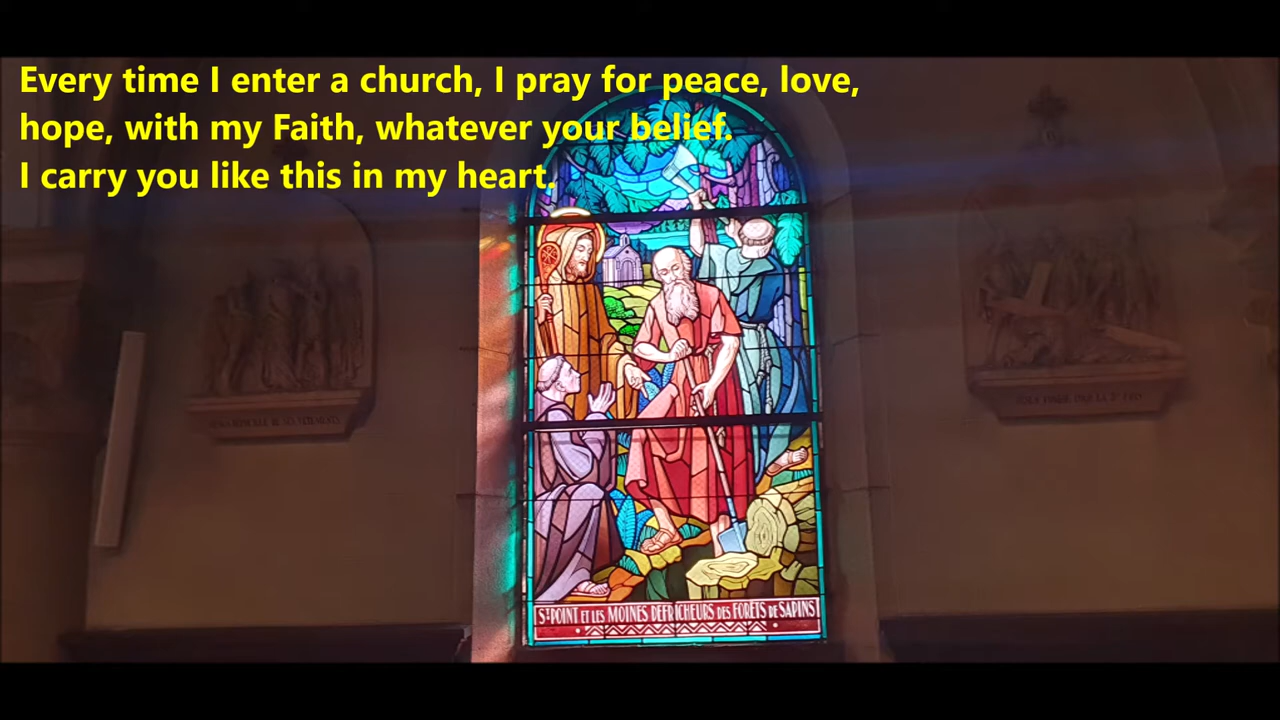 Every time I enter a church, I pray for peace, love,
hope, with my Faith, whatever your belief.
I carry you like this in my heart.
ST POINT ET LES MOINES DEFRICHEURS DES FORÊTS DE SAPINS